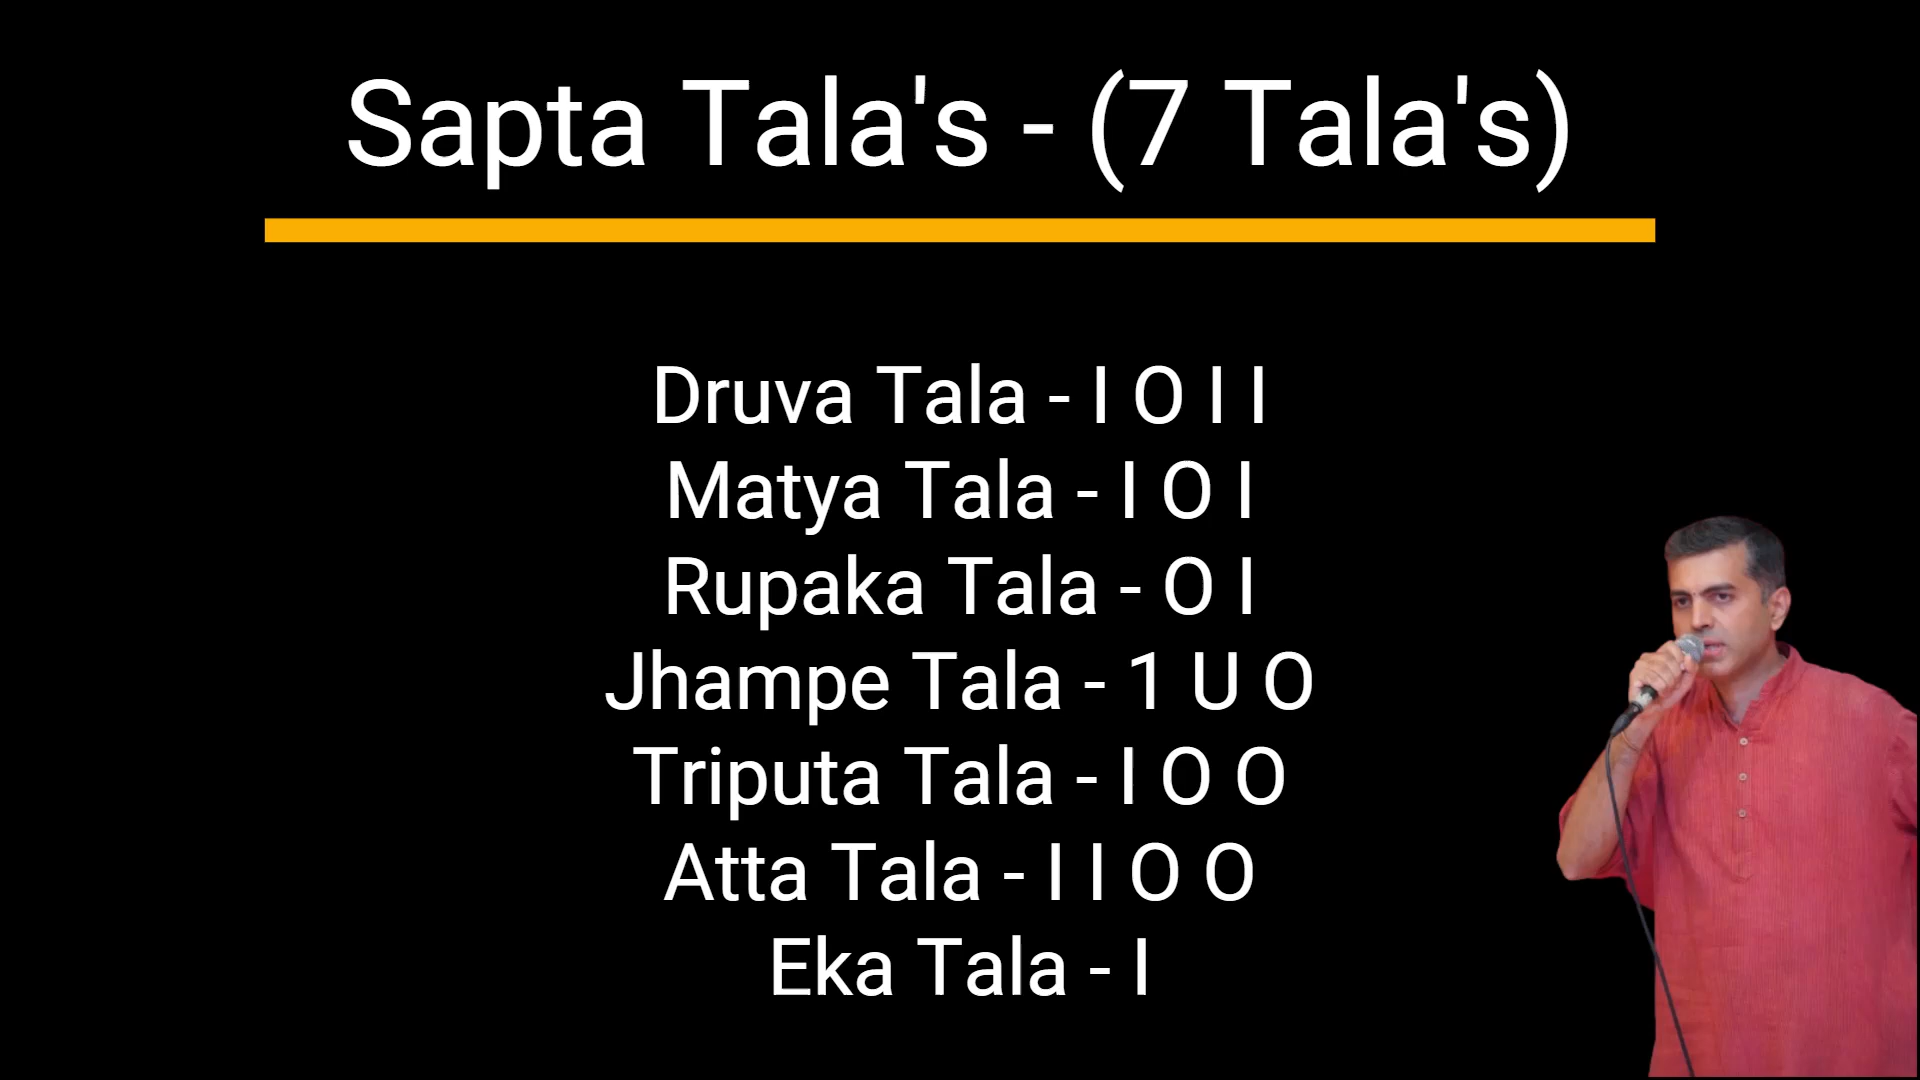 Sapta Tala's - (7 Tala's)
Druva Tala - I O I I
Matya Tala - I O I
Rupaka Tala - O I
Jhampe Tala - 1 U O
Triputa Tala - I O O
Atta Tala - I I O O
Eka Tala - I